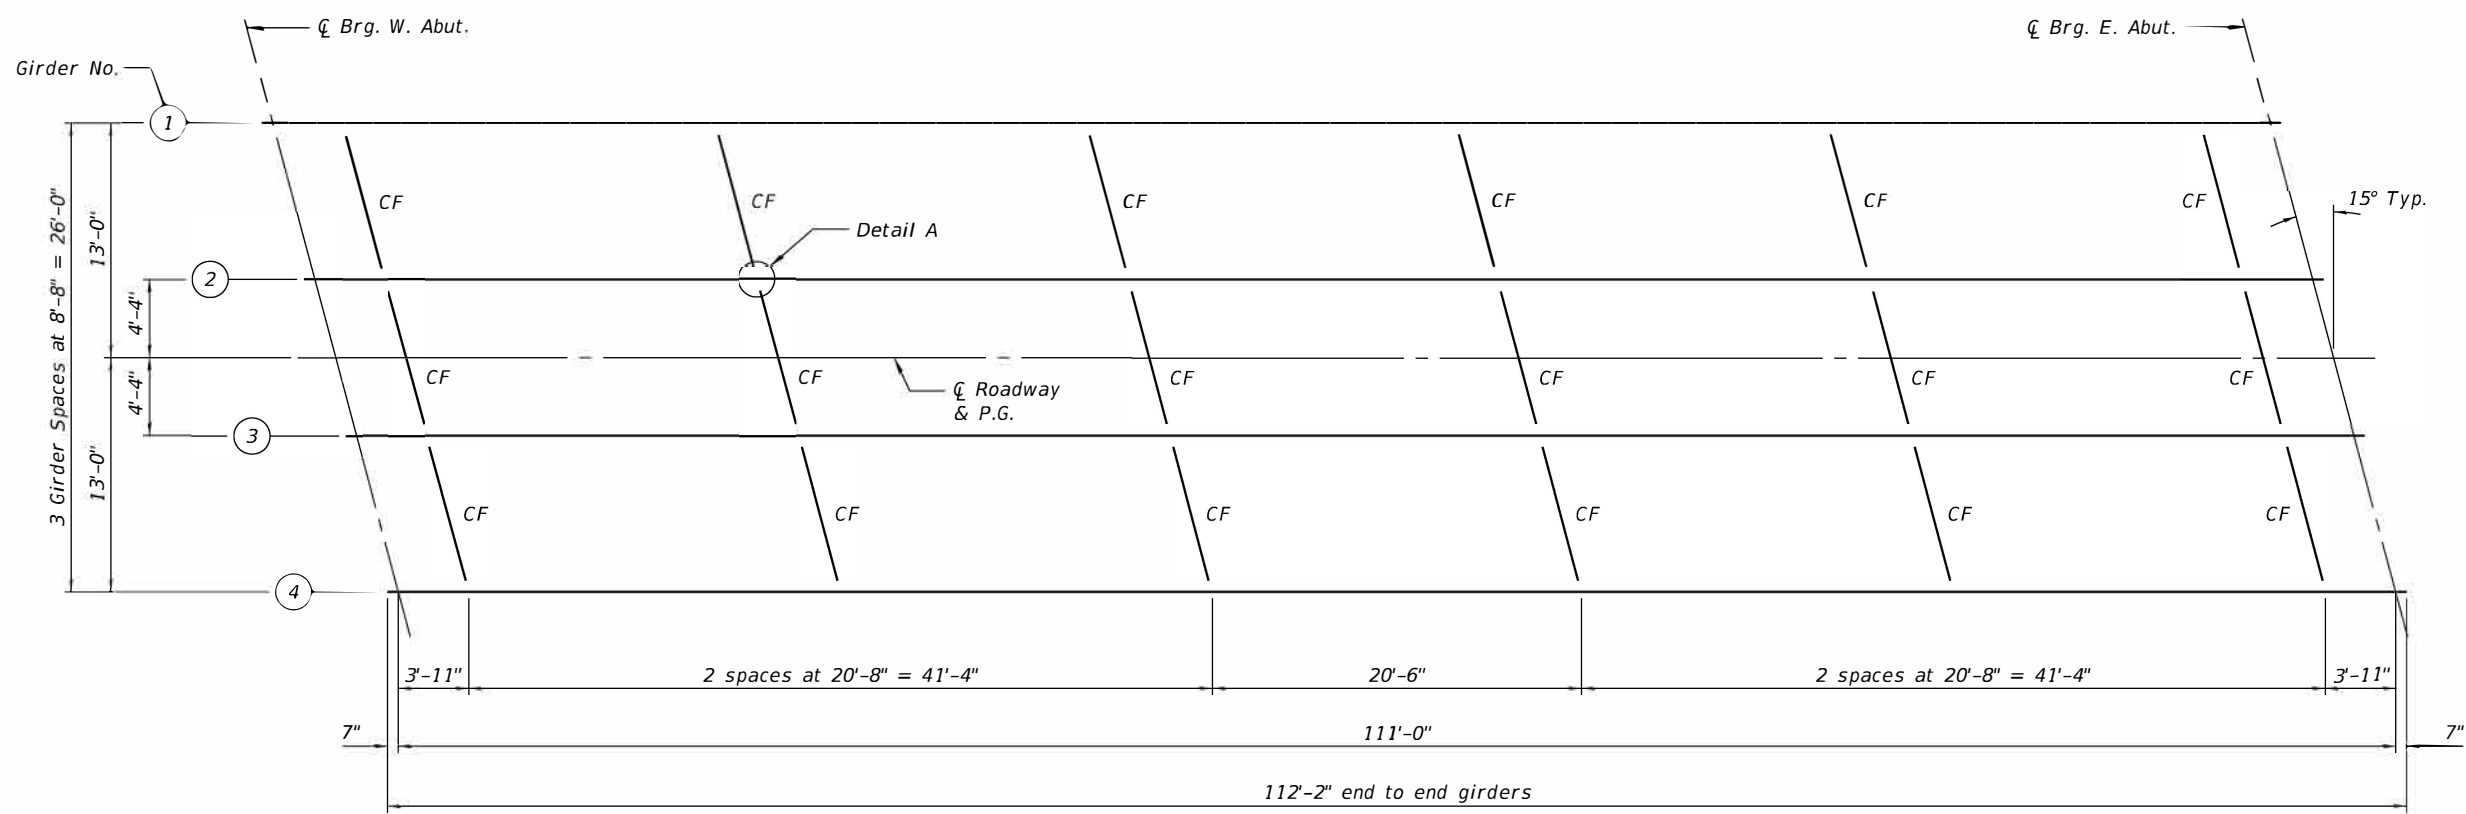 ℄ Brg. W. Abut.
℄ Brg. E. Abut.
Girder No.
1
CF
CF
CF
CF
CF
CF
15° Typ.
Detail A
2
3 Girder Spaces at 8'-8" = 26'-0"
13'-0"
4'-4"
4'-4"
13'-0"
CF
CF
CF
CF
CF
CF
℄ Roadway
& P.G.
3
CF
CF
CF
CF
CF
CF
4
3'-11"
2 spaces at 20'-8" = 41'-4"
20'-6"
2 spaces at 20'-8" = 41'-4"
3'-11"
7"
111'-0"
7"
112'-2" end to end girders